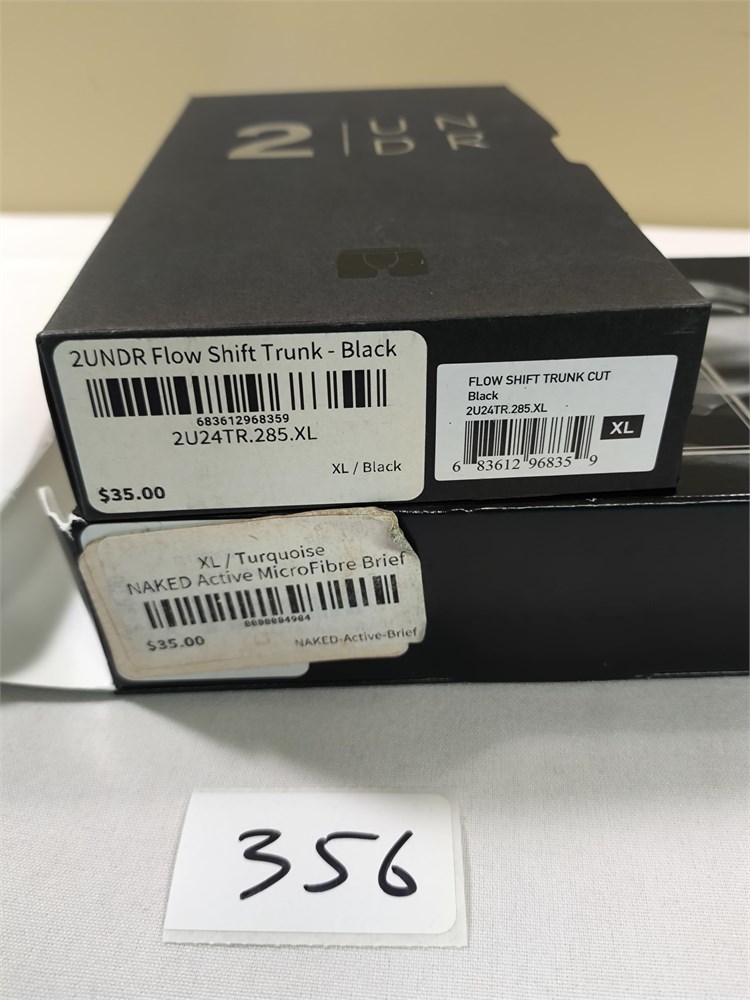 2 UNDR
2UNDR Flow Shift Trunk - Black
683612968359
2U24TR.285.XL
XL / Black
$35.00
FLOW SHIFT TRUNK CUT
Black
2U24TR.285.XL
XL
6 83612 96835 9
XL / Turquoise
NAKED Active MicroFibre Brief
$35.00
NAKED-Active-Brief
356